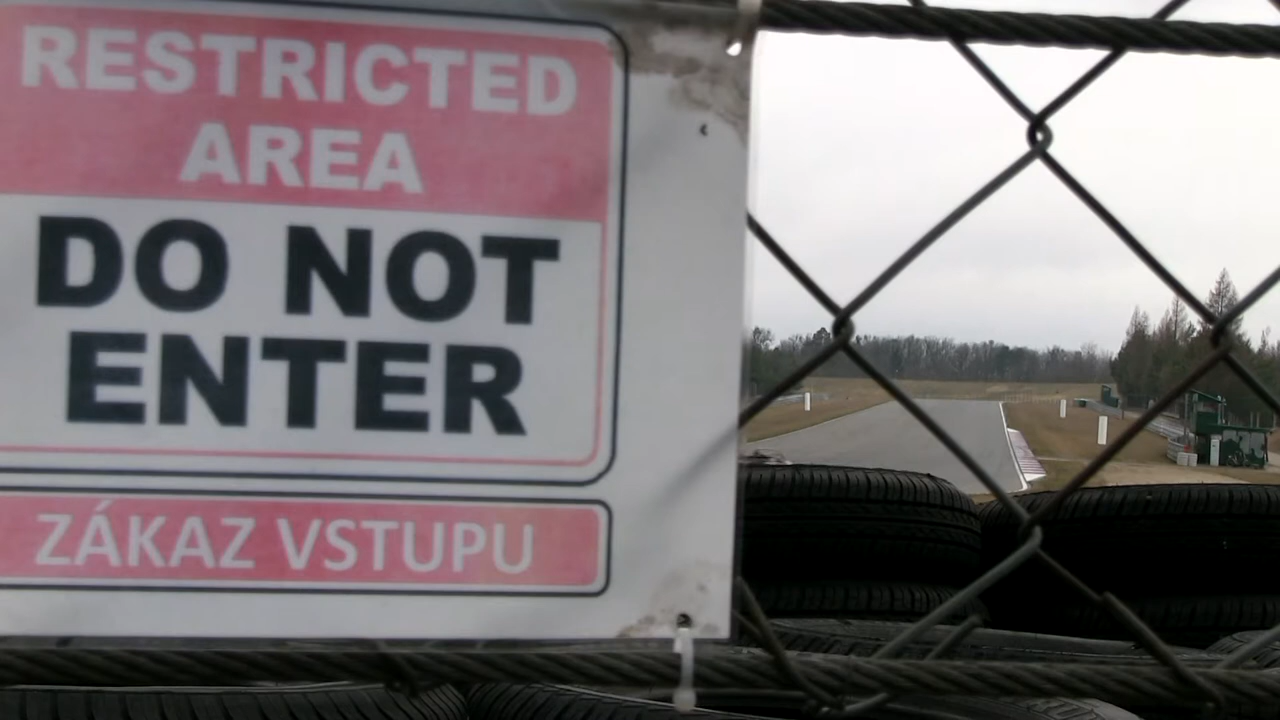 RESTRICTED
AREA
DO NOT
ENTER
ZÁKAZ VSTUPU